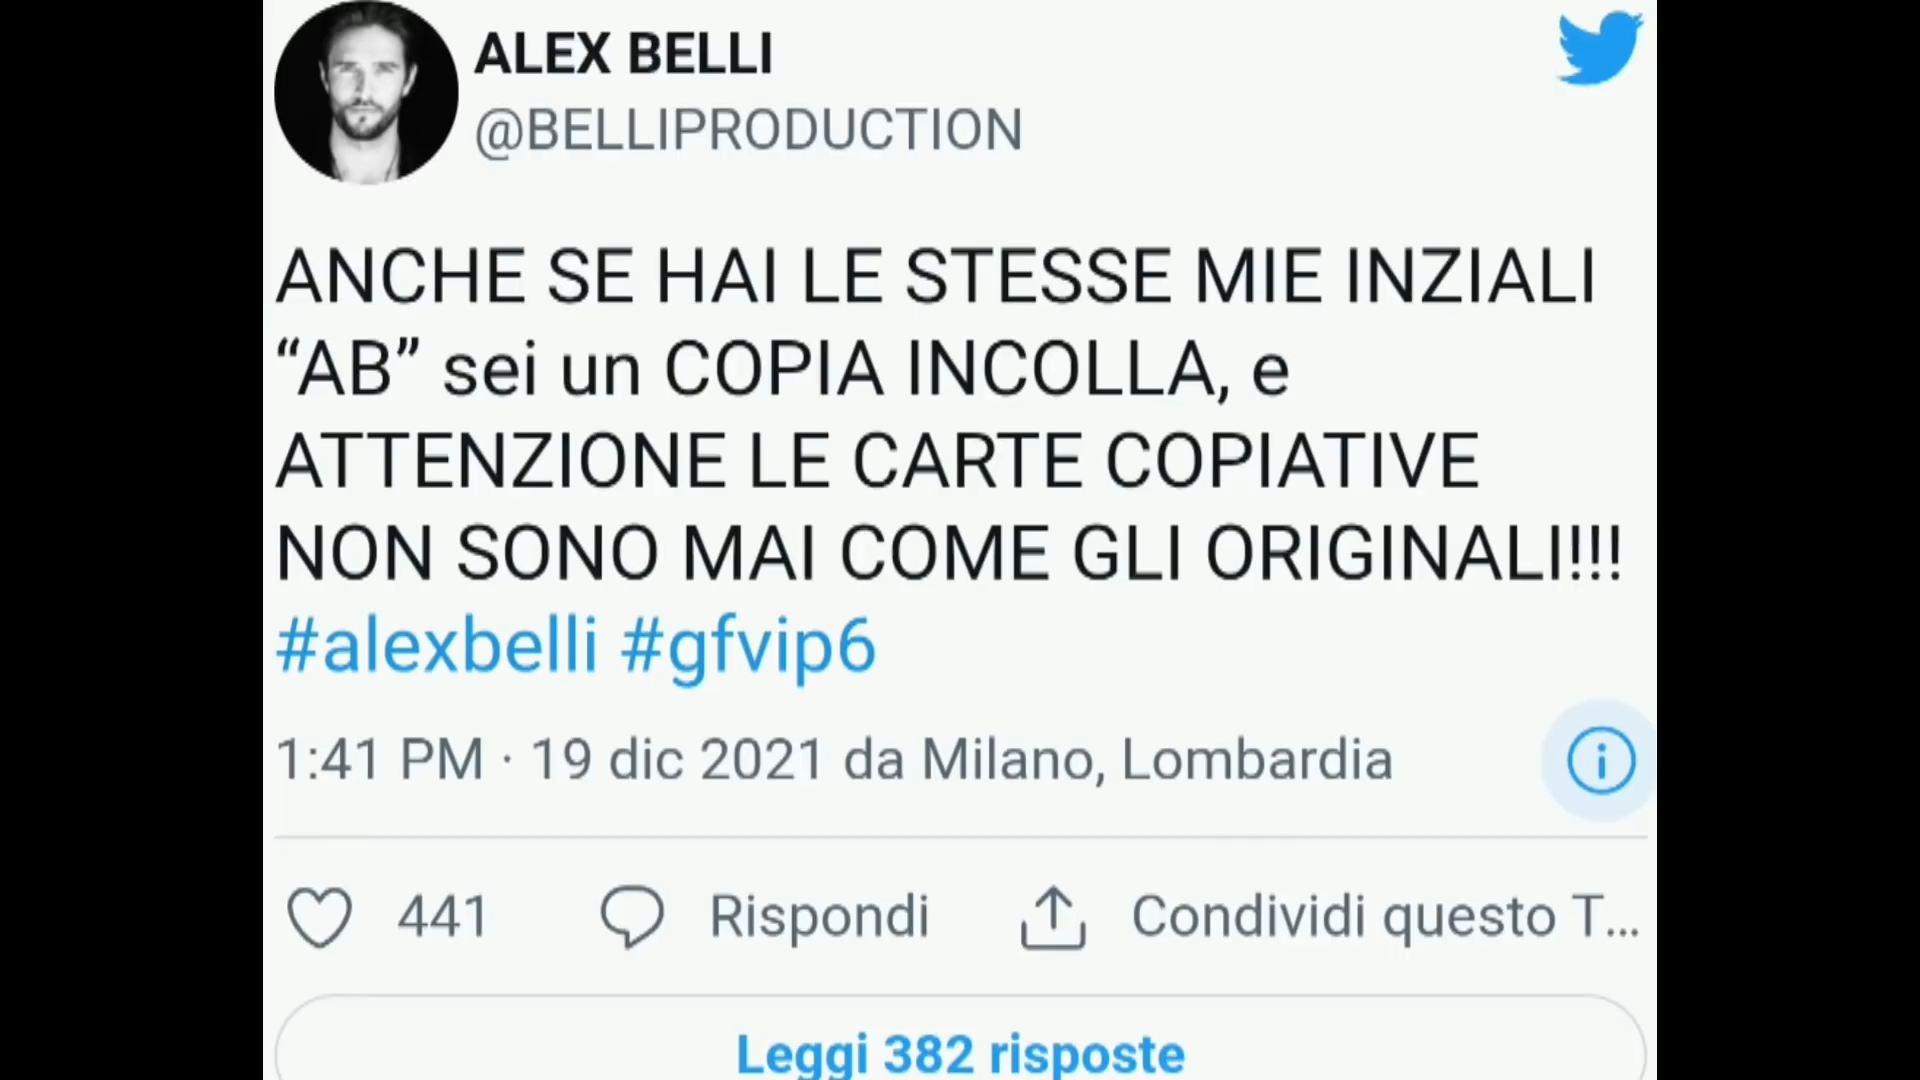 ALEX BELLI
@BELLIPRODUCTION
ANCHE SE HAI LE STESSE MIE INZIALI
“AB” sei un COPIA INCOLLA, e
ATTENZIONE LE CARTE COPIATIVE
NON SONO MAI COME GLI ORIGINALI!!!
#alexbelli #gfvip6
1:41 PM · 19 dic 2021 da Milano, Lombardia
441 Rispondi Condividi questo T...
Leggi 382 risposte